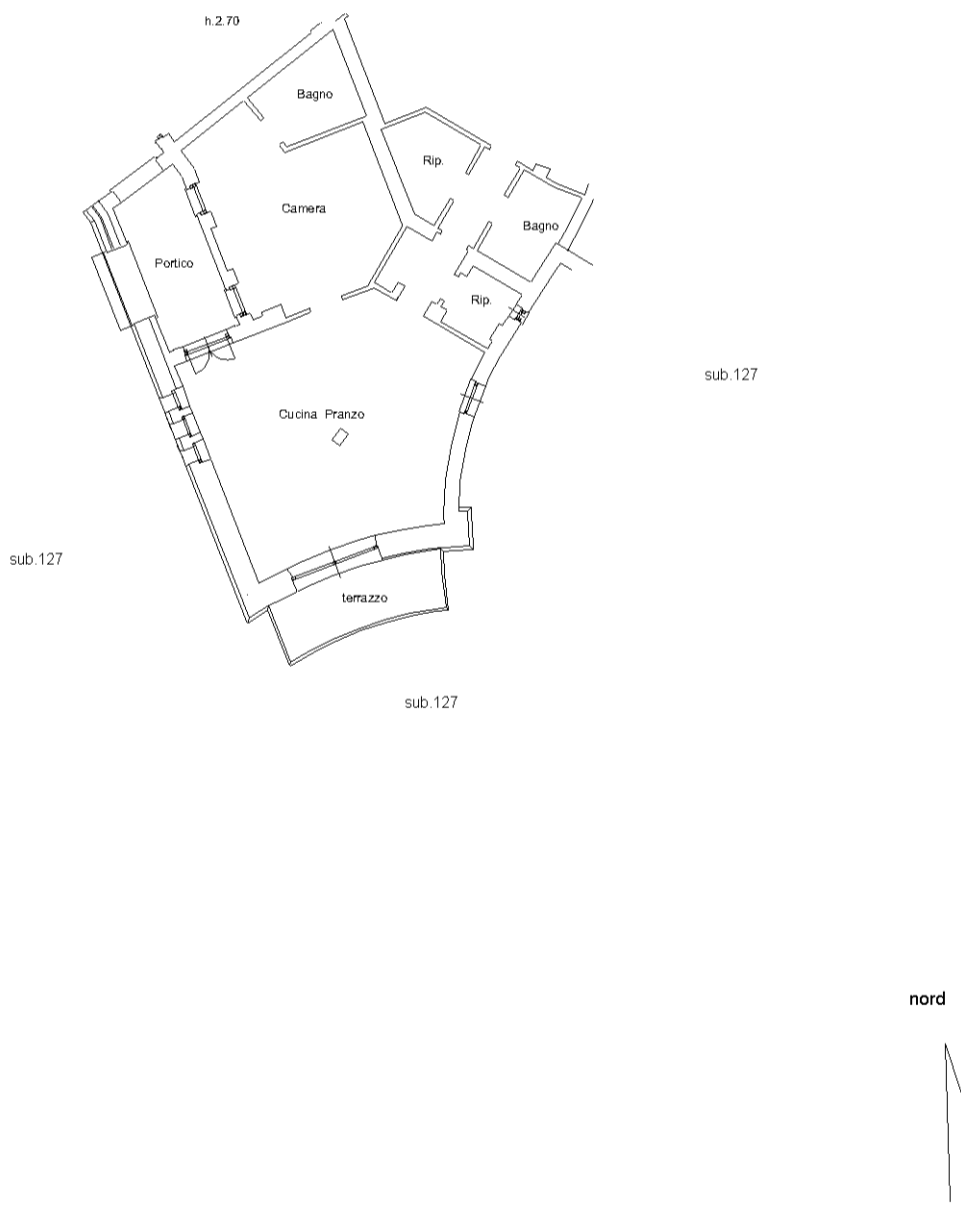 h.2.70
Bagno
Rip.
Camera
Bagno
Portico
Rip.
sub.127
Cucina Pranzo
sub.127
terrazzo
sub.127
nord